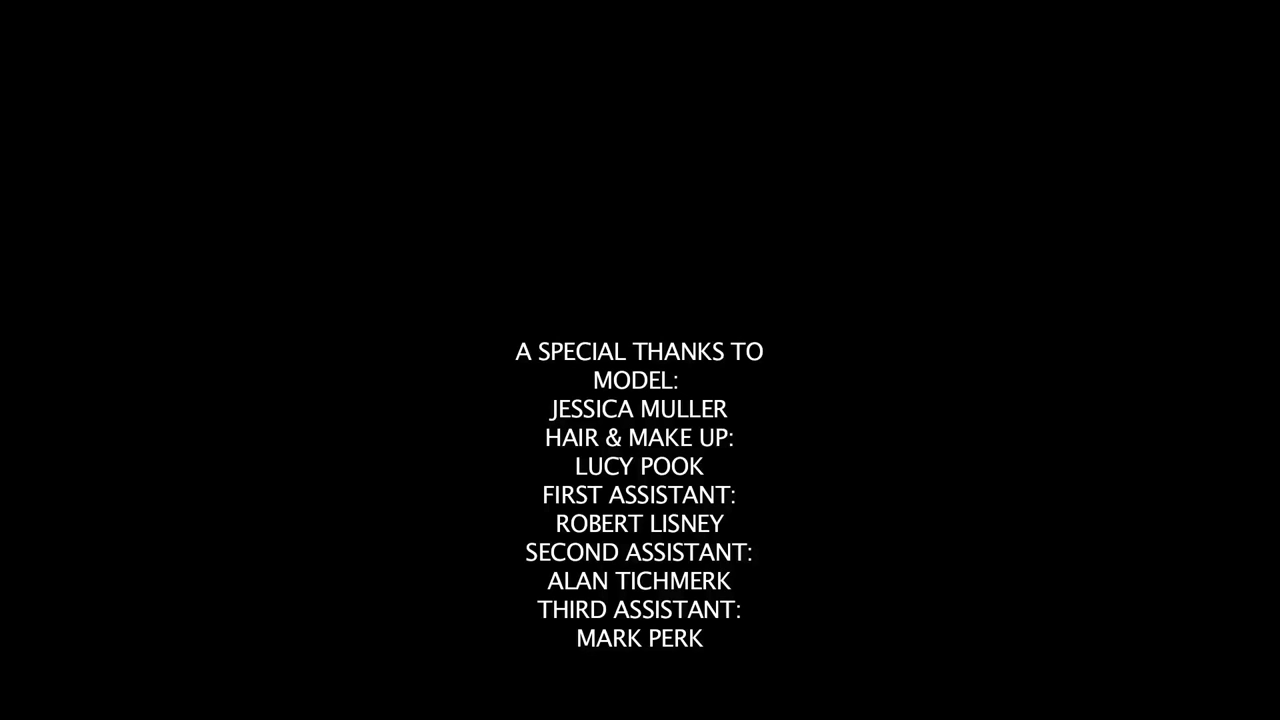 A SPECIAL THANKS TO
MODEL:
JESSICA MULLER
HAIR & MAKE UP:
LUCY POOK
FIRST ASSISTANT:
ROBERT LISNEY
SECOND ASSISTANT:
ALAN TICHMERK
THIRD ASSISTANT:
MARK PERK